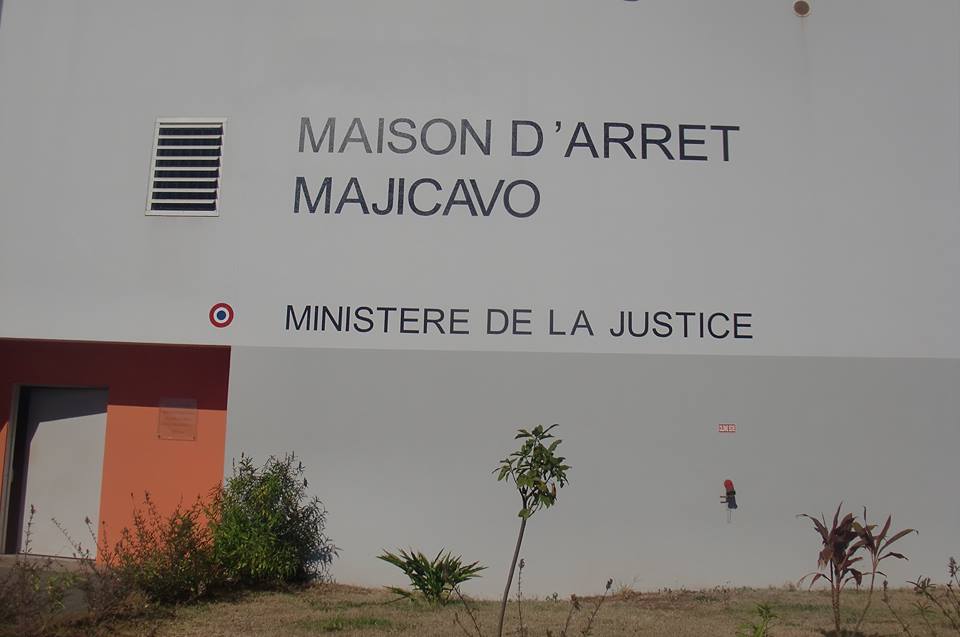 MAISON D'ARRET
MAJICAVO
MINISTERE DE LA JUSTICE